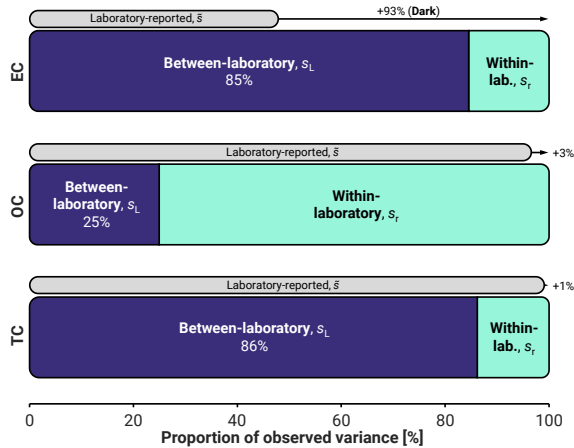 Laboratory-reported, s̄
+93% (Dark)
EC
Between-laboratory, sL
85%
Within-
lab., sr
Laboratory-reported, s̄
+3%
OC
Between-
laboratory, sL
25%
Within-
laboratory, sr
Laboratory-reported, s̄
+1%
TC
Between-laboratory, sL
86%
Within-
lab., sr
0 20 40 60 80 100
Proportion of observed variance [%]